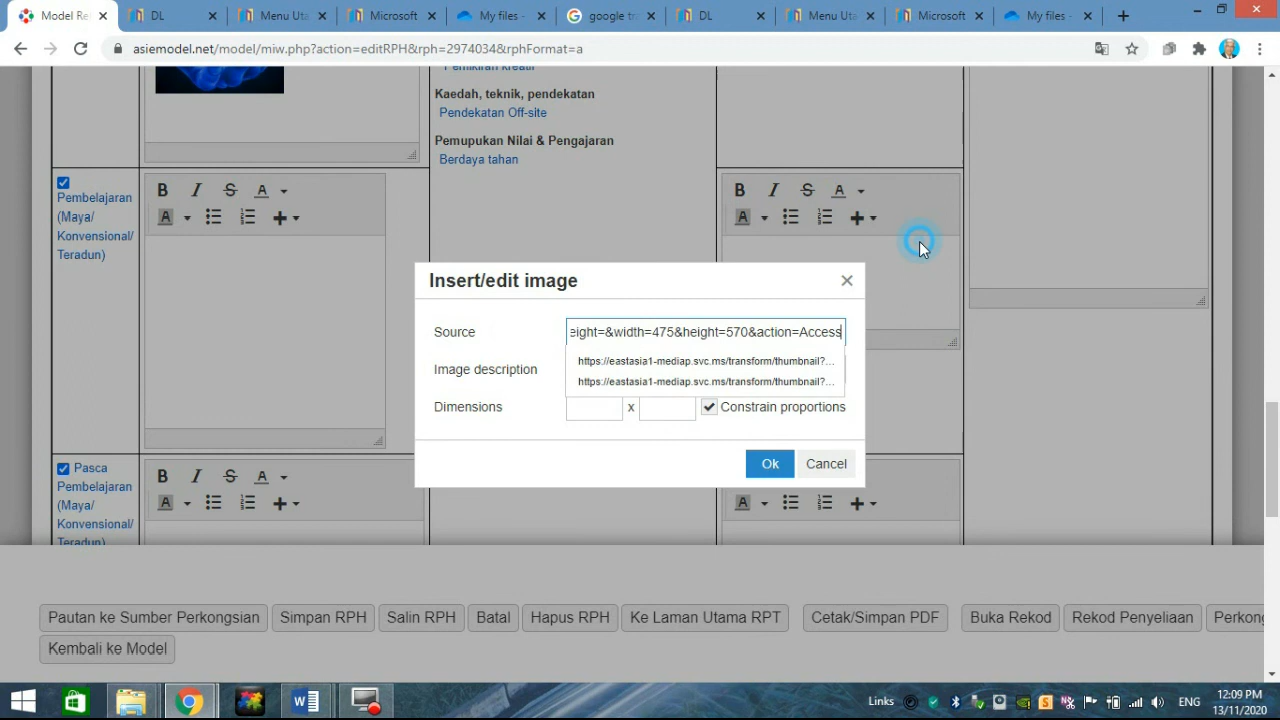 Model Re
DL
Menu Uta
Microsoft
My files -
google tra
DL
Menu Uta
Microsoft
My files -
asiemodel.net/model/miw.php?action=editRPH&rph=2974034&rphFormat=a
Pemikiran kreatif
Kaedah, teknik, pendekatan
Pendekatan Off-site
Pemupukan Nilai & Pengajaran
Berdaya tahan
Pembelajaran
(Maya/
Konvensional/
Teradun)
B I S A
A
B I S A
A
Insert/edit image
Source
eight=&width=475&height=570&action=Access
https://eastasia1-mediap.svc.ms/transform/thumbnail?...
https://eastasia1-mediap.svc.ms/transform/thumbnail?...
Image description
Dimensions
x
Constrain proportions
Ok
Cancel
Pasca
Pembelajaran
(Maya/
Konvensional/
Teradun)
B I S A
A
B I S A
A
Pautan ke Sumber Perkongsian
Simpan RPH
Salin RPH
Batal
Hapus RPH
Ke Laman Utama RPT
Cetak/Simpan PDF
Buka Rekod
Rekod Penyeliaan
Perkong
Kembali ke Model
Links
ENG
12:09 PM
13/11/2020